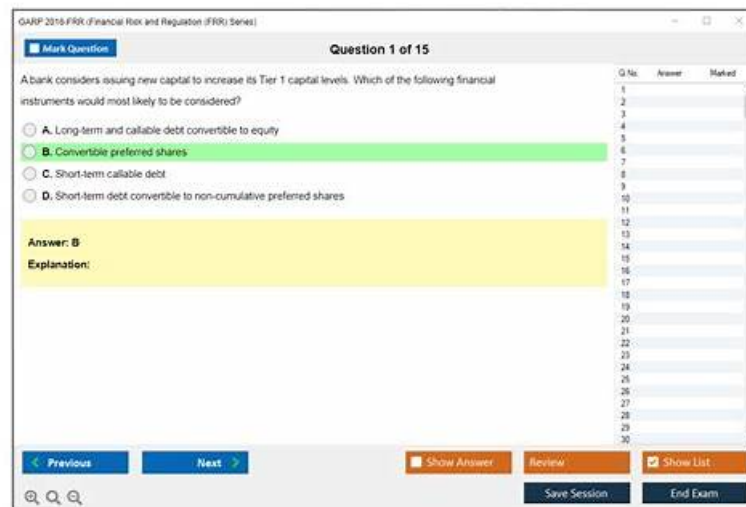 GARP 2016-FRR (Financial Risk and Regulation (FRR) Series)
Mark Question
Question 1 of 15
A bank considers issuing new capital to increase its Tier 1 capital levels. Which of the following financial
instruments would most likely to be considered?
A. Long-term and callable debt convertible to equity
B. Convertible preferred shares
C. Short-term callable debt
D. Short-term debt convertible to non-cumulative preferred shares
Answer: B
Explanation:
Q.No. Answer Marked
1
2
3
4
5
6
7
8
9
10
11
12
13
14
15
16
17
18
19
20
21
22
23
24
25
26
27
28
29
30
Previous
Next
Show Answer
Review
Show List
Save Session
End Exam